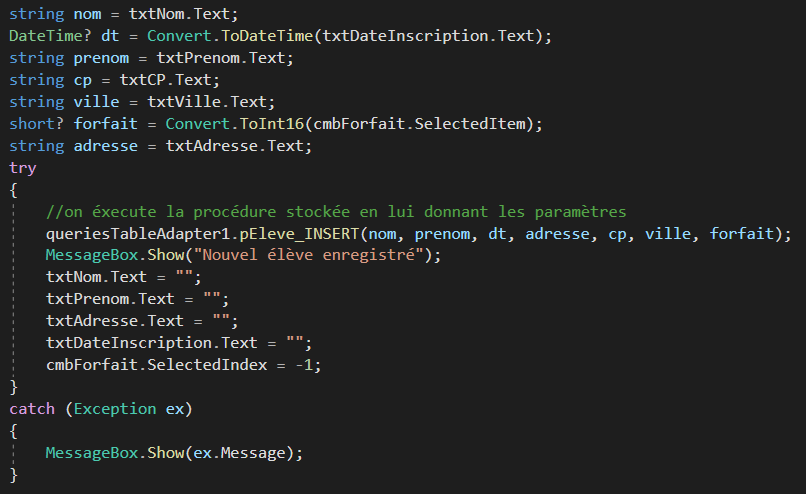 string nom = txtNom.Text;
DateTime? dt = Convert.ToDateTime(txtDateInscription.Text);
string prenom = txtPrenom.Text;
string cp = txtCP.Text;
string ville = txtVille.Text;
short? forfait = Convert.ToInt16(cmbForfait.SelectedItem);
string adresse = txtAdresse.Text;
try
{
    //on éxecute la procédure stockée en lui donnant les paramètres
    queriesTableAdapter1.pEleve_INSERT(nom, prenom, dt, adresse, cp, ville, forfait);
    MessageBox.Show("Nouvel élève enregistré");
    txtNom.Text = "";
    txtPrenom.Text = "";
    txtAdresse.Text = "";
    txtDateInscription.Text = "";
    cmbForfait.SelectedIndex = -1;
}
catch (Exception ex)
{
    MessageBox.Show(ex.Message);
}